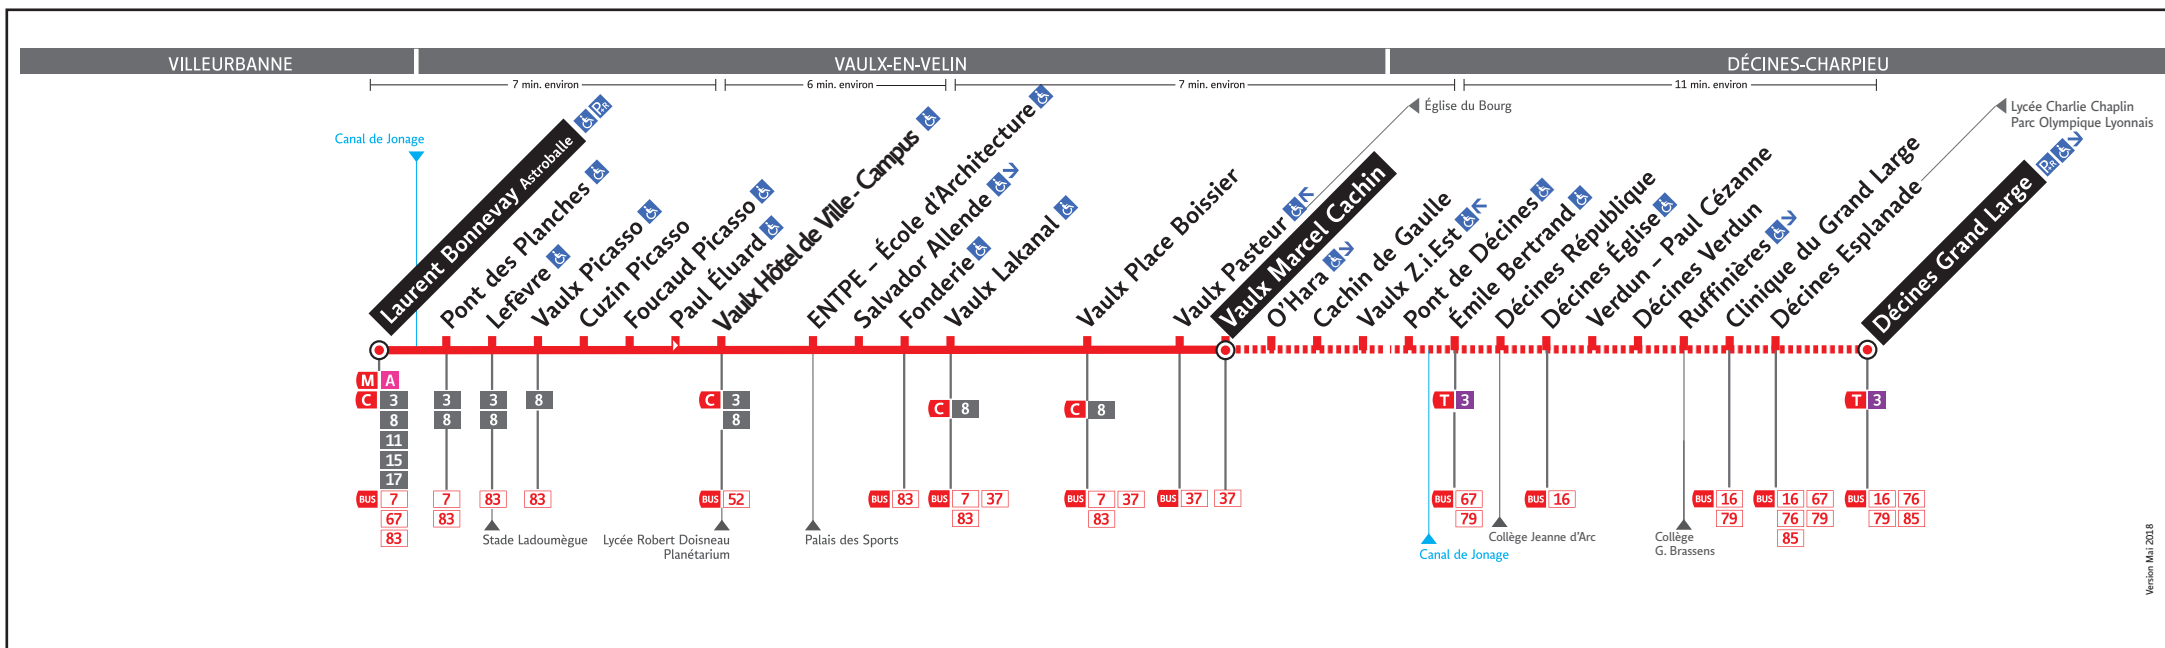 VILLEURBANNE
VAULX-EN-VELIN
DÉCINES-CHARPIEU
7 min. environ
6 min. environ
7 min. environ
11 min. environ
Canal de Jonage
Église du Bourg
Lycée Charlie Chaplin
Parc Olympique Lyonnais
Laurent Bonnevay Astroballe P+R
Pont des Planches
Lefèvre
Vaulx Picasso
Cuzin Picasso
Foucaud Picasso
Paul Éluard
Vaulx Hôtel de Ville - Campus
ENTPE - École d'Architecture
Salvador Allende
Fonderie
Vaulx Lakanal
Vaulx Place Boissier
Vaulx Pasteur
Vaulx Marcel Cachin
O'Hara
Cachin de Gaulle
Vaulx Z.i.Est
Pont de Décines
Émile Bertrand
Décines République
Décines Église
Verdun - Paul Cézanne
Décines Verdun
Ruffinières
Clinique du Grand Large
Décines Esplanade
Décines Grand Large P+R
M A
C 3
8
11
15
17
BUS 7
67
83
3
8
7
83
3
8
83
Stade Ladoumègue
8
83
C 3
8
BUS 52
Lycée Robert Doisneau
Planétarium
Palais des Sports
BUS 83
C 8
BUS 7 37
83
C 8
BUS 7 37
83
BUS 37
37
Canal de Jonage
T 3
BUS 67
79
Collège Jeanne d'Arc
BUS 16
Collège
G. Brassens
BUS 16
79
BUS 16 67
76 79
85
T 3
BUS 16 76
79 85
Version Mai 2018